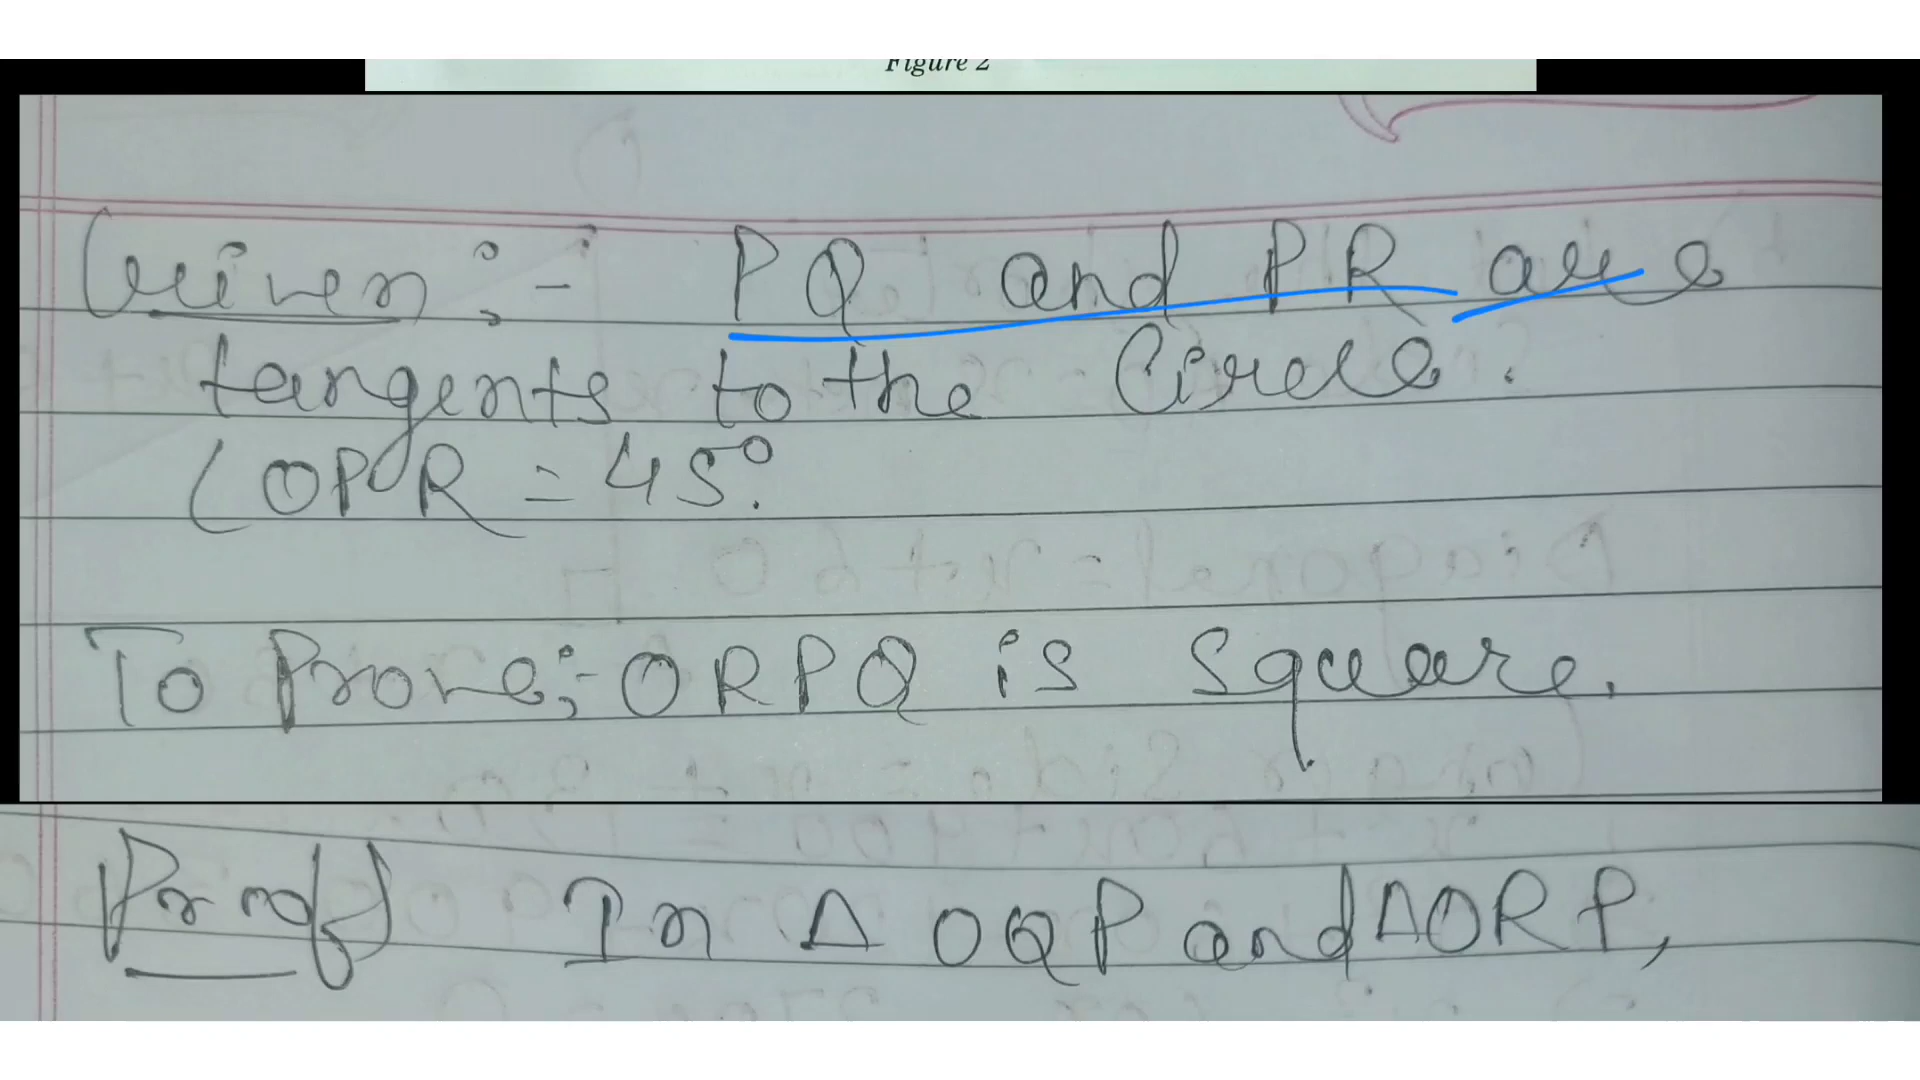 Figure 2
Given :- PQ and PR are
tangents to the Circle.
∠OPR = 45°.
To Prove:- ORPQ is Square.
Proof In Δ OQP and ΔORP,